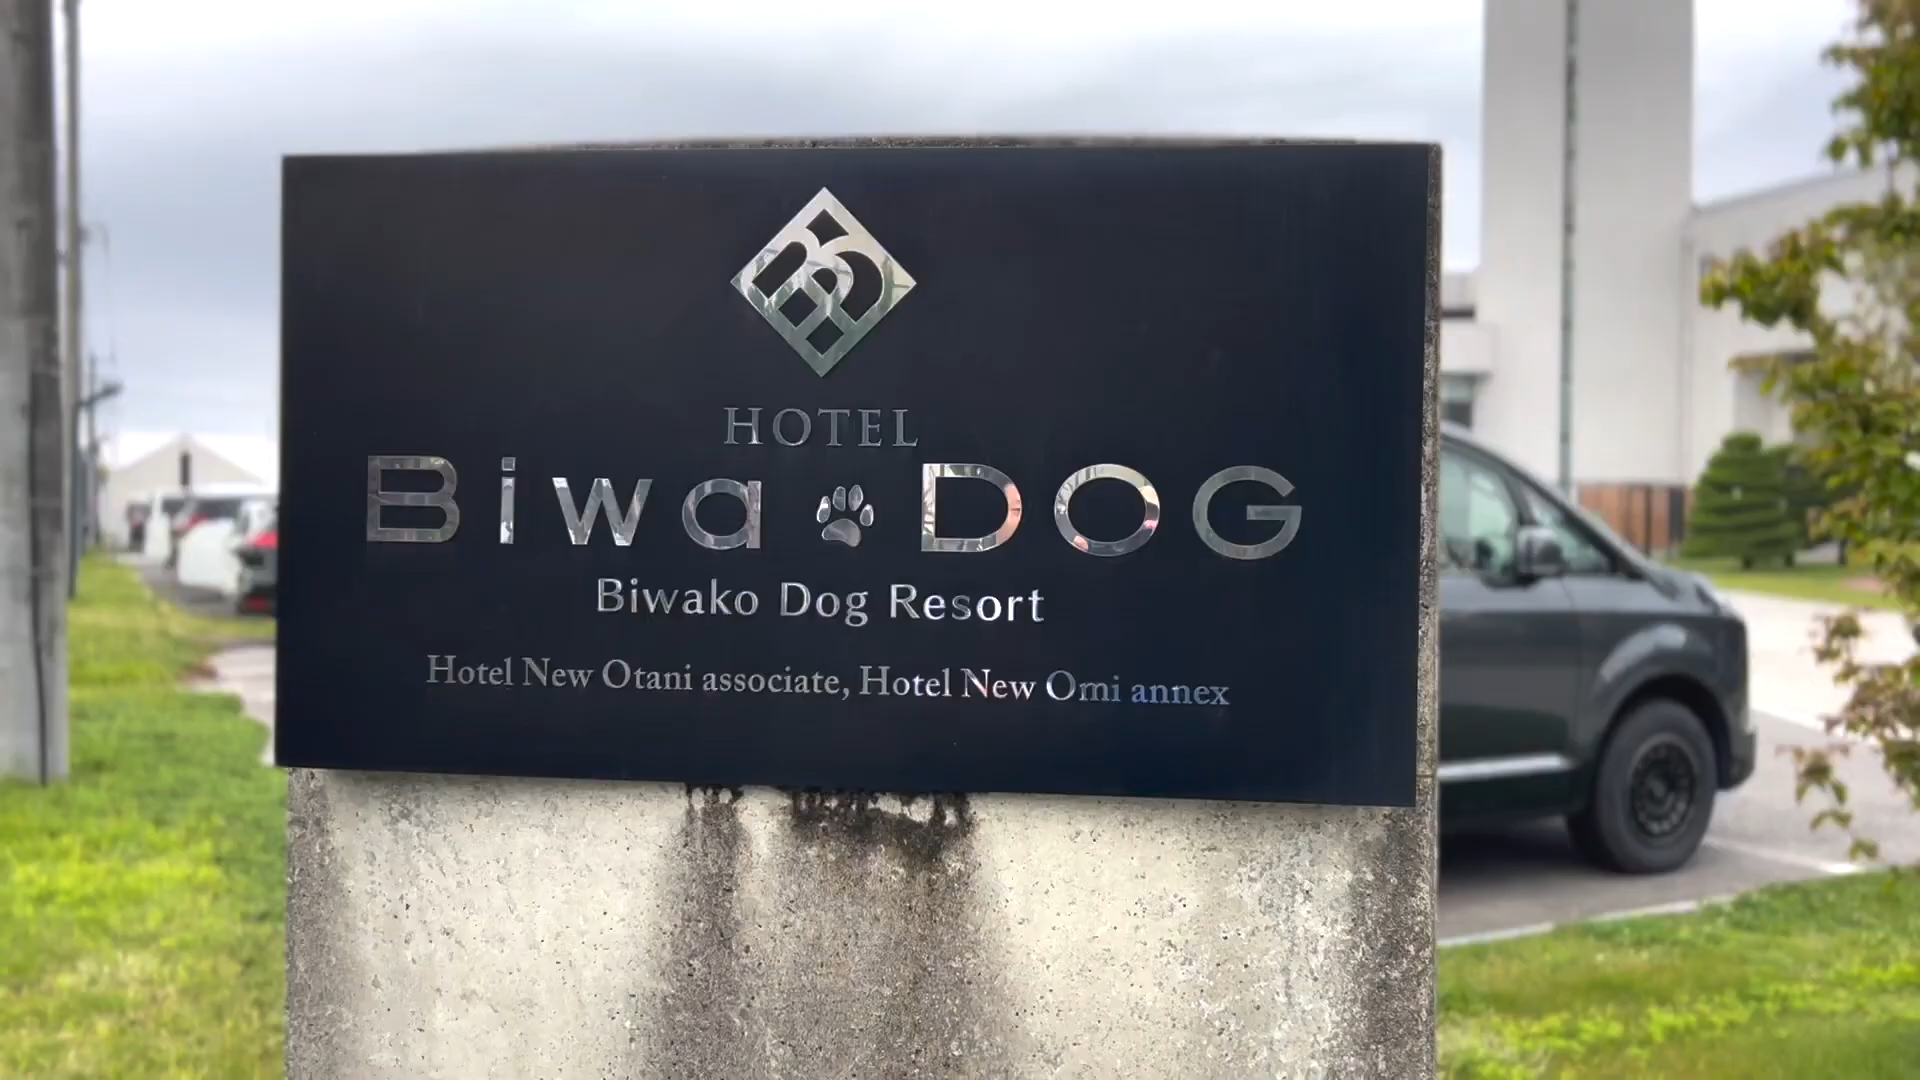 HOTEL
Biwa DOG
Biwako Dog Resort
Hotel New Otani associate, Hotel New Omi annex